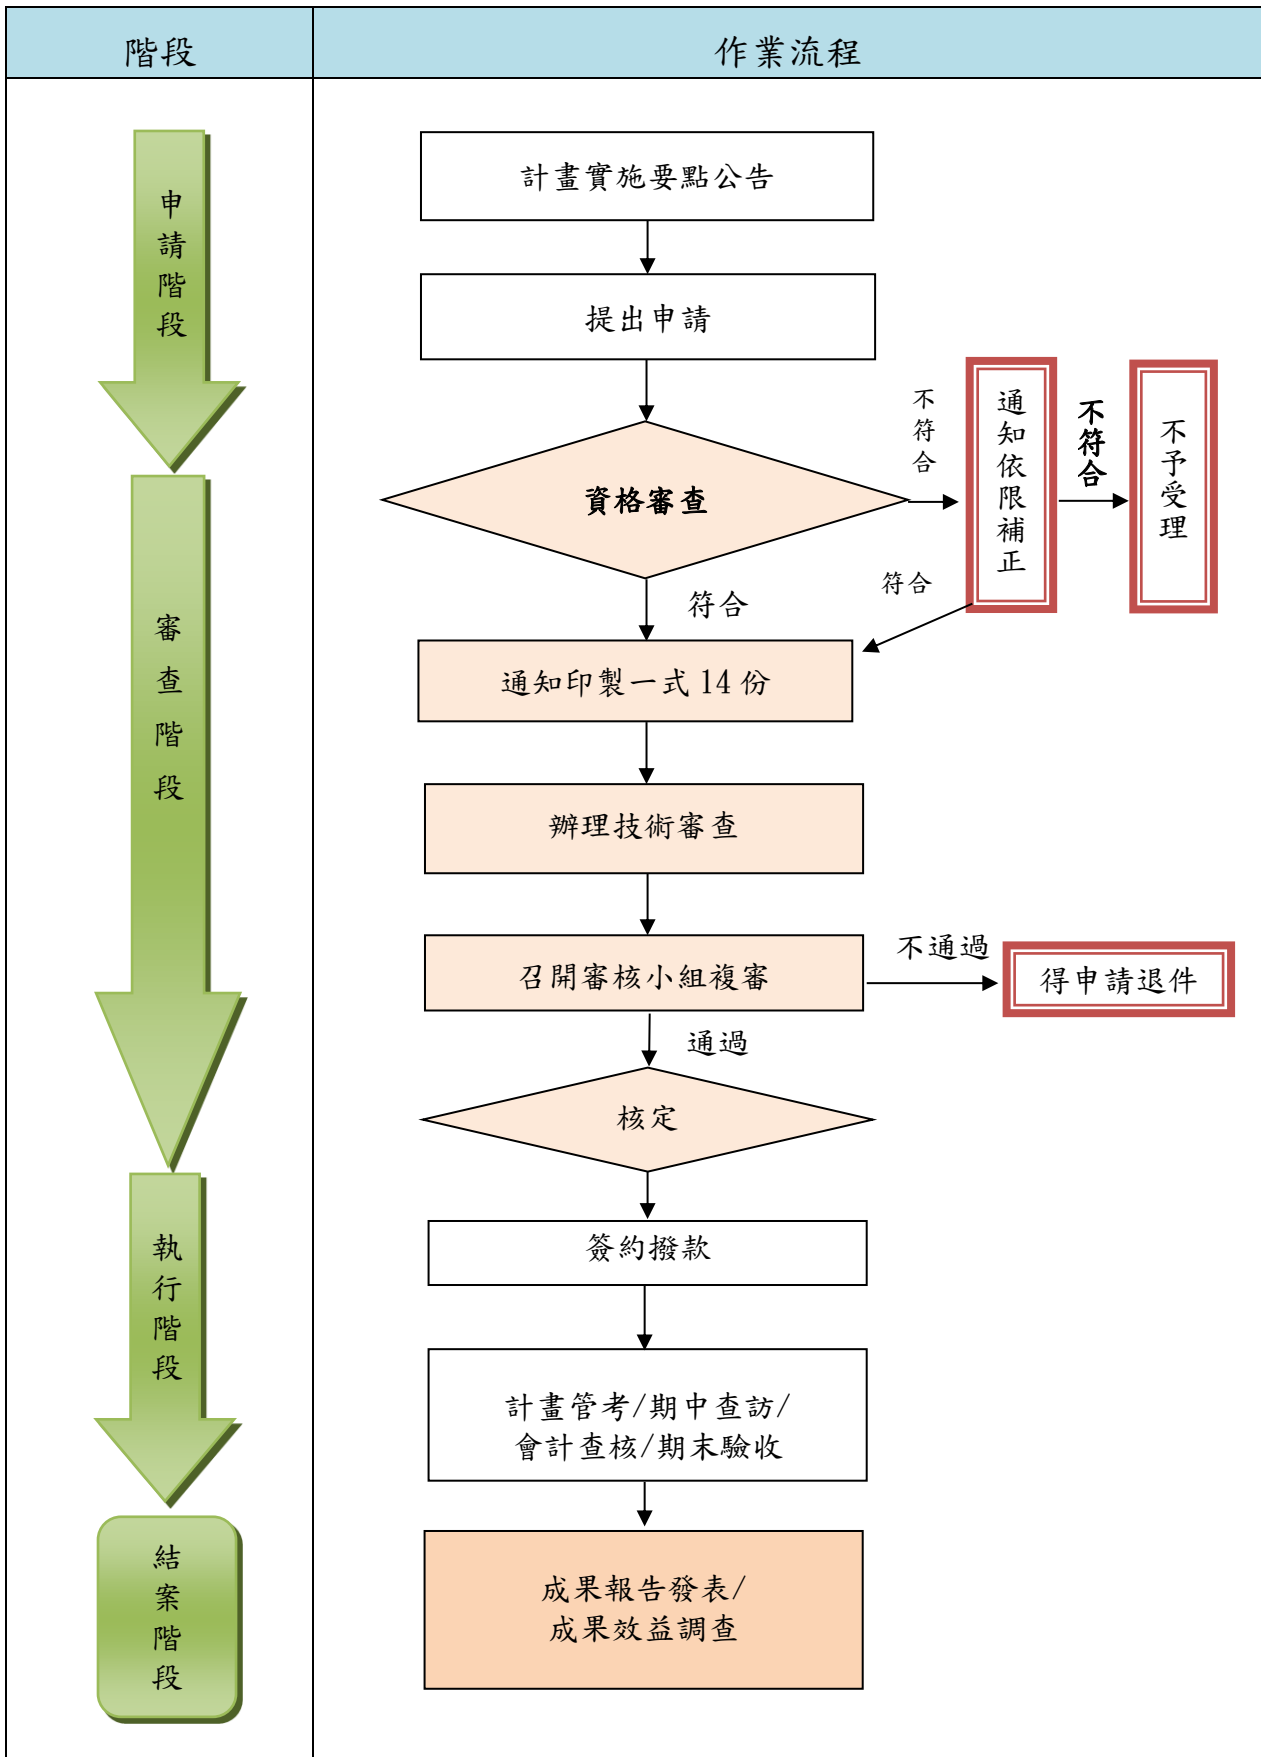 階段
作業流程
申請階段
計畫實施要點公告
提出申請
資格審查
不符合
通知依限補正
不符合
不予受理
符合
符合
審查階段
通知印製一式14份
辦理技術審查
召開審核小組複審
不通過
得申請退件
通過
核定
執行階段
簽約撥款
計畫管考/期中查訪/
會計查核/期末驗收
結案階段
成果報告發表/
成果效益調查